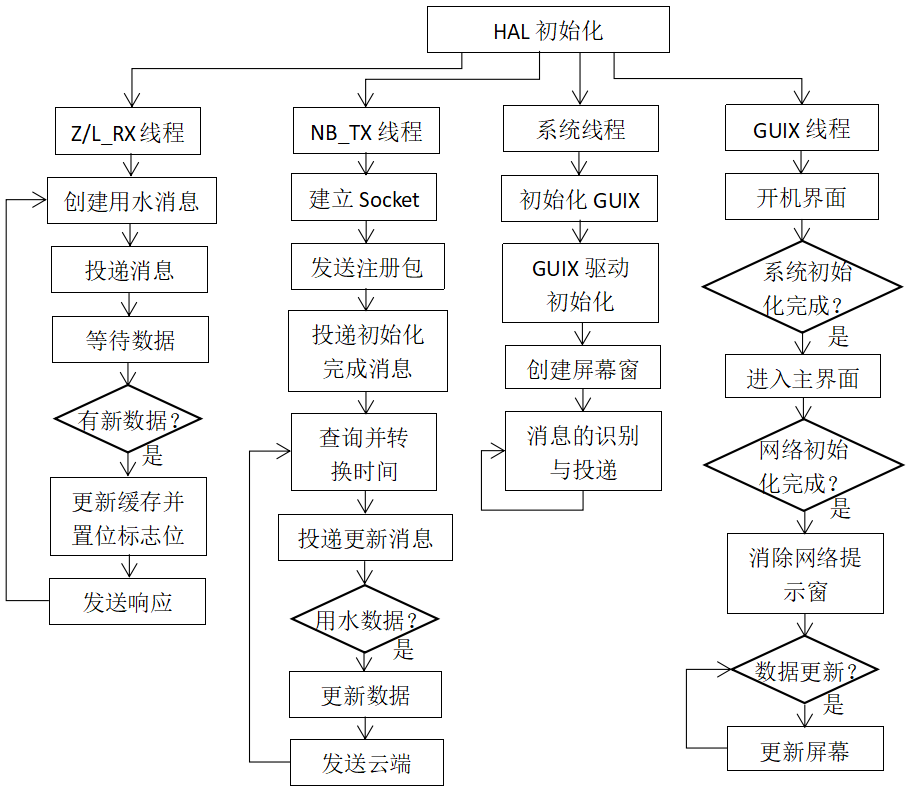 HAL 初始化
Z/L_RX 线程
创建用水消息
投递消息
等待数据
有新数据?
是
更新缓存并
置位标志位
发送响应
NB_TX 线程
建立 Socket
发送注册包
投递初始化
完成消息
查询并转
换时间
投递更新消息
用水数据?
是
更新数据
发送云端
系统线程
初始化 GUIX
GUIX 驱动
初始化
创建屏幕窗
消息的识别
与投递
GUIX 线程
开机界面
系统初始
化完成?
是
进入主界面
网络初始
化完成?
是
消除网络提
示窗
数据更新?
是
更新屏幕